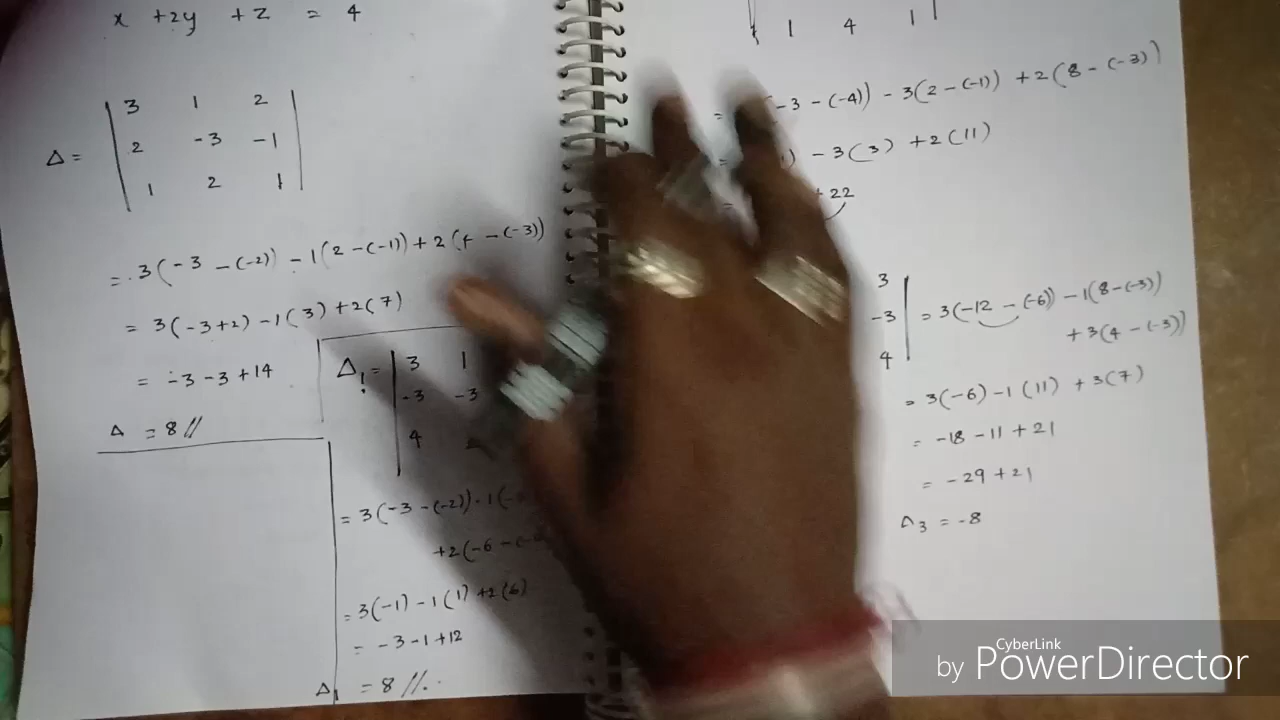 x + 2y + z = 4
Δ = | 3 1 2 |
| 2 -3 -1 |
| 1 2 1 |
= 3(-3 -(-2)) - 1(2-(-1)) + 2(4 -(-3))
= 3(-3+2) - 1(3) + 2(7)
= -3 - 3 + 14
Δ = 8 //
Δ1 = | 3 1
-3 -3
4
= 3(-3-(-2)) - 1(-
+2(-6 -(-
= 3(-1) - 1(1) + 2(6)
= -3 - 1 + 12
Δ1 = 8 //.
1 4 1 |
-3 -(-4)) - 3(2 -(-1)) + 2(8 -(-3))
) - 3(3) + 2(11)
+ 22
3
-3 | = 3(-12 -(-6)) - 1(8-(-3))
+ 3(4 -(-3))
4
= 3(-6) - 1(11) + 3(7)
= -18 - 11 + 21
= -29 + 21
Δ3 = -8
CyberLink
by PowerDirector